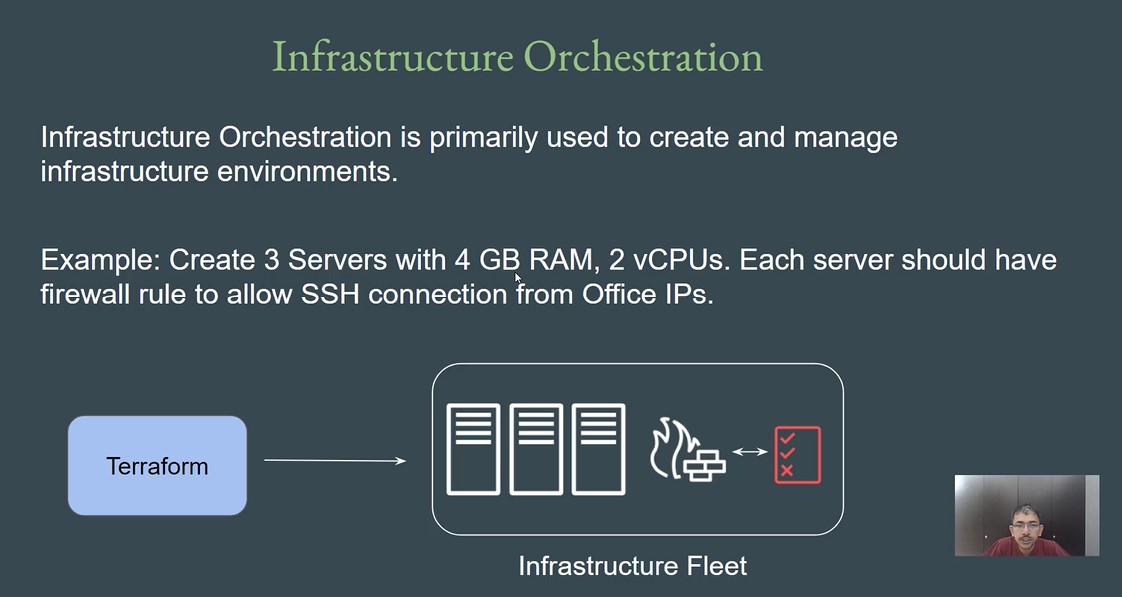 Infrastructure Orchestration
Infrastructure Orchestration is primarily used to create and manage
infrastructure environments.
Example: Create 3 Servers with 4 GB RAM, 2 vCPUs. Each server should have
firewall rule to allow SSH connection from Office IPs.
Terraform
Infrastructure Fleet